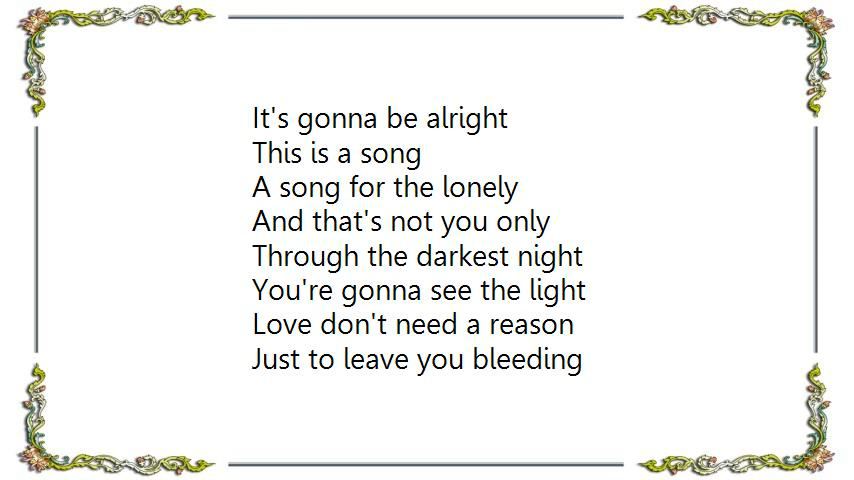 It's gonna be alright
This is a song
A song for the lonely
And that's not you only
Through the darkest night
You're gonna see the light
Love don't need a reason
Just to leave you bleeding